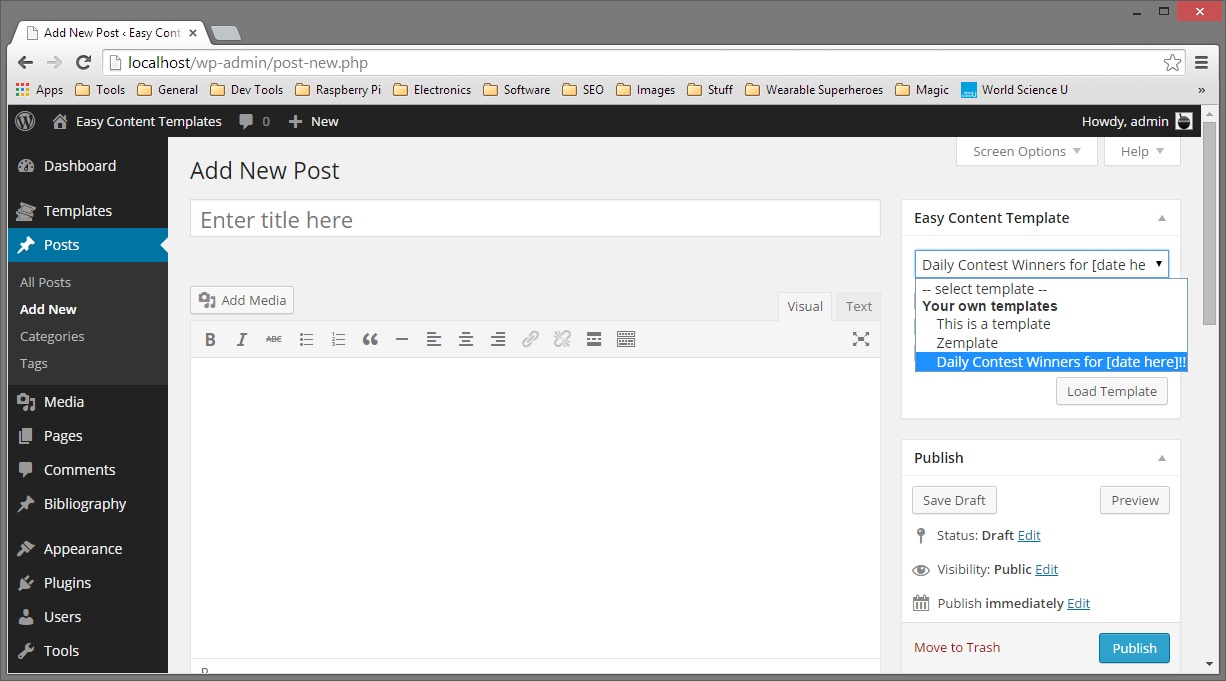 Add New Post ‹ Easy Cont
localhost/wp-admin/post-new.php
Apps Tools General Dev Tools Raspberry Pi Electronics Software SEO Images Stuff Wearable Superheroes Magic World Science U »
Easy Content Templates 0 New Howdy, admin
Screen Options Help
Dashboard
Templates
Posts
All Posts
Add New
Categories
Tags
Media
Pages
Comments
Bibliography
Appearance
Plugins
Users
Tools
Add New Post
Enter title here
Add Media
Visual Text
B I ABC
Easy Content Template
Daily Contest Winners for [date he
-- select template --
Your own templates
This is a template
Zemplate
Daily Contest Winners for [date here]!!
Load Template
Publish
Save Draft Preview
Status: Draft Edit
Visibility: Public Edit
Publish immediately Edit
Move to Trash Publish